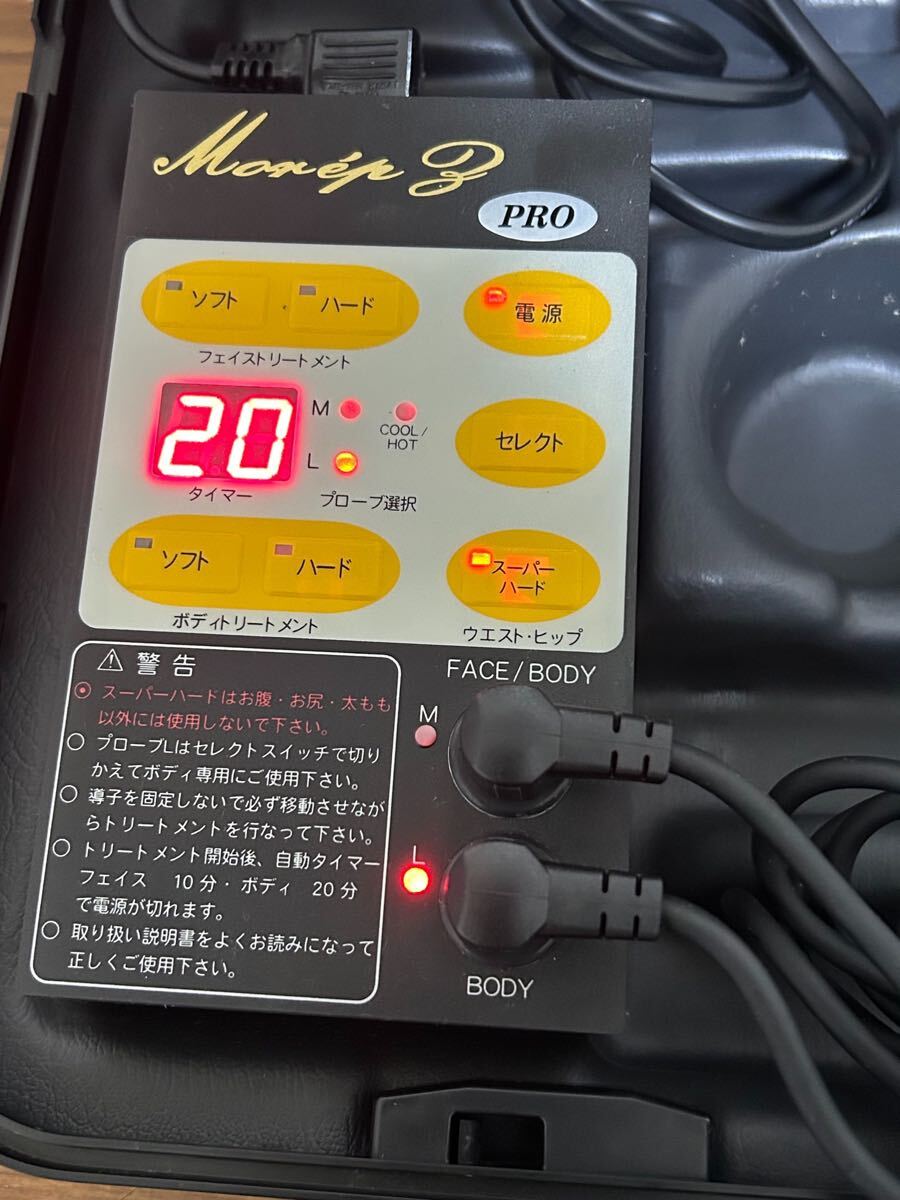 Morép Z
PRO
ソフト
ハード
電源
フェイストリートメント
20
M
COOL/
HOT
セレクト
L
タイマー
プローブ選択
ソフト
ハード
スーパー
ハード
ボディトリートメント
ウエスト・ヒップ
⚠ 警告
⦿ スーパーハードはお腹・お尻・太もも
以外には使用しないで下さい。
○ プローブLはセレクトスイッチで切り
かえてボディ専用にご使用下さい。
○ 導子を固定しないで必ず移動させなが
らトリートメントを行なって下さい。
○ トリートメント開始後、自動タイマー
フェイス 10分・ボディ 20分
で電源が切れます。
○ 取り扱い説明書をよくお読みになって
正しくご使用下さい。
FACE/BODY
M
L
BODY